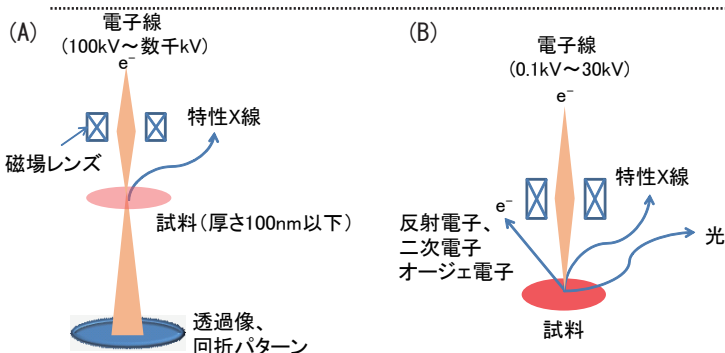 (A)
電子線
(100kV～数千kV)
e⁻
特性X線
磁場レンズ
試料(厚さ100nm以下)
透過像、
回折パターン
(B)
電子線
(0.1kV～30kV)
e⁻
特性X線
e⁻
反射電子、
二次電子
オージェ電子
光
試料